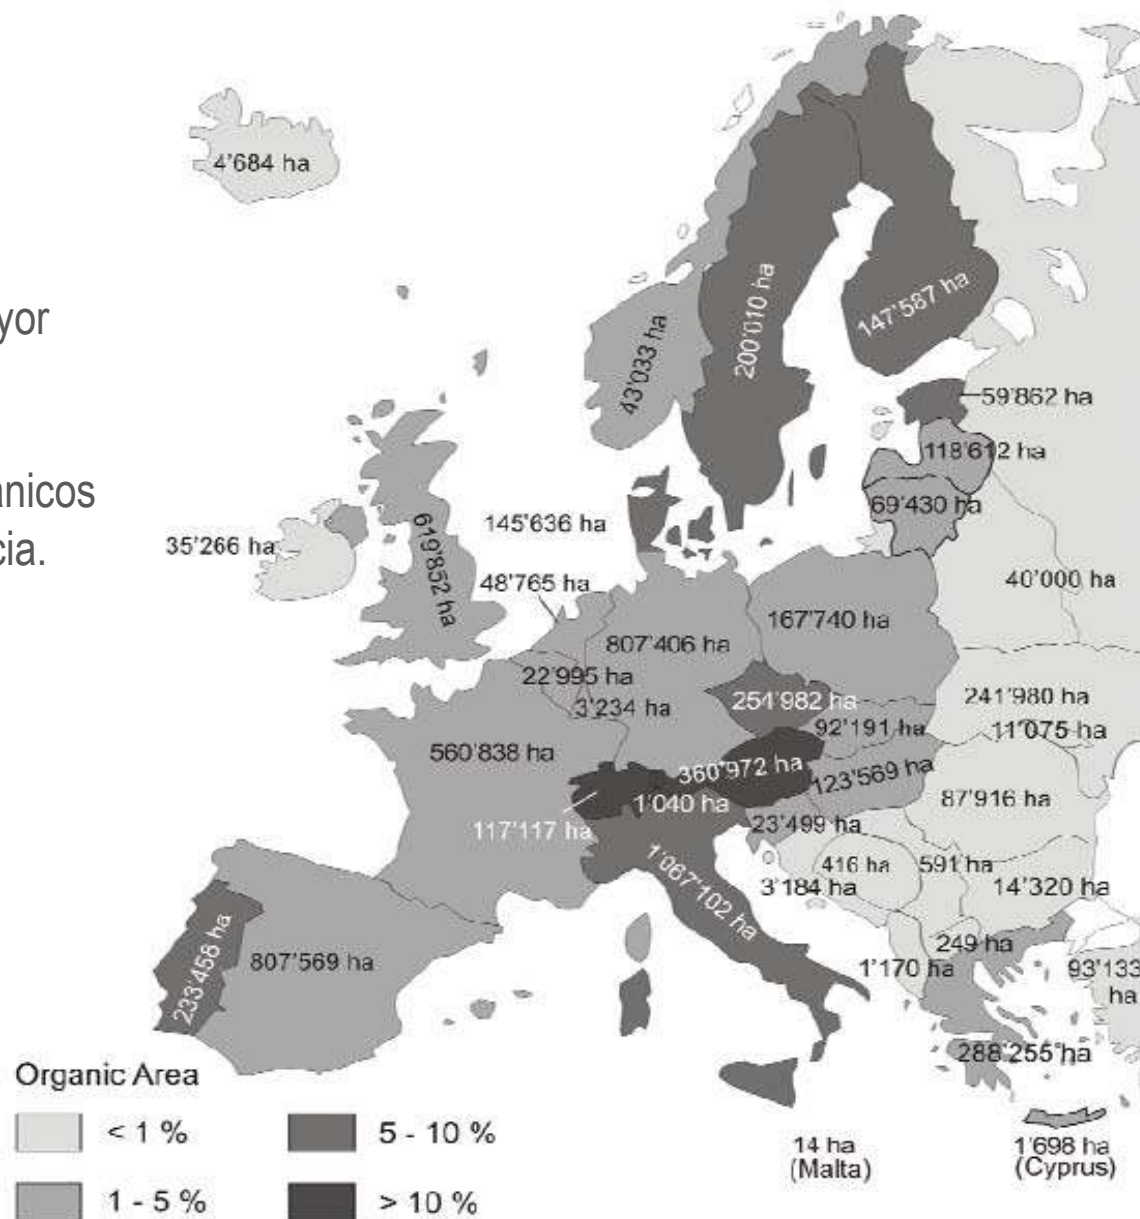 4'684 ha
yor
ánicos
cia.
43'033 ha
200'010 ha
147'587 ha
59'862 ha
118'612 ha
69'430 ha
145'636 ha
35'266 ha
619'852 ha
48'765 ha
40'000 ha
167'740 ha
807'406 ha
22'995 ha
3'234 ha
254'982 ha
241'980 ha
92'191 ha
11'075 ha
560'838 ha
360'972 ha
123'569 ha
1'040 ha
87'916 ha
117'117 ha
23'499 ha
416 ha
591 ha
3'184 ha
14'320 ha
1'067'102 ha
249 ha
1'170 ha
93'133
ha
233'458 ha
807'569 ha
288'255 ha
Organic Area
< 1 %
5 - 10 %
1 - 5 %
> 10 %
14 ha
(Malta)
1'698 ha
(Cyprus)